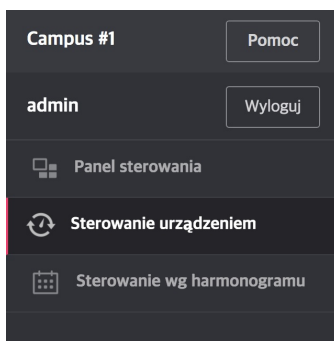 Campus #1
Pomoc
admin
Wyloguj
Panel sterowania
Sterowanie urządzeniem
Sterowanie wg harmonogramu